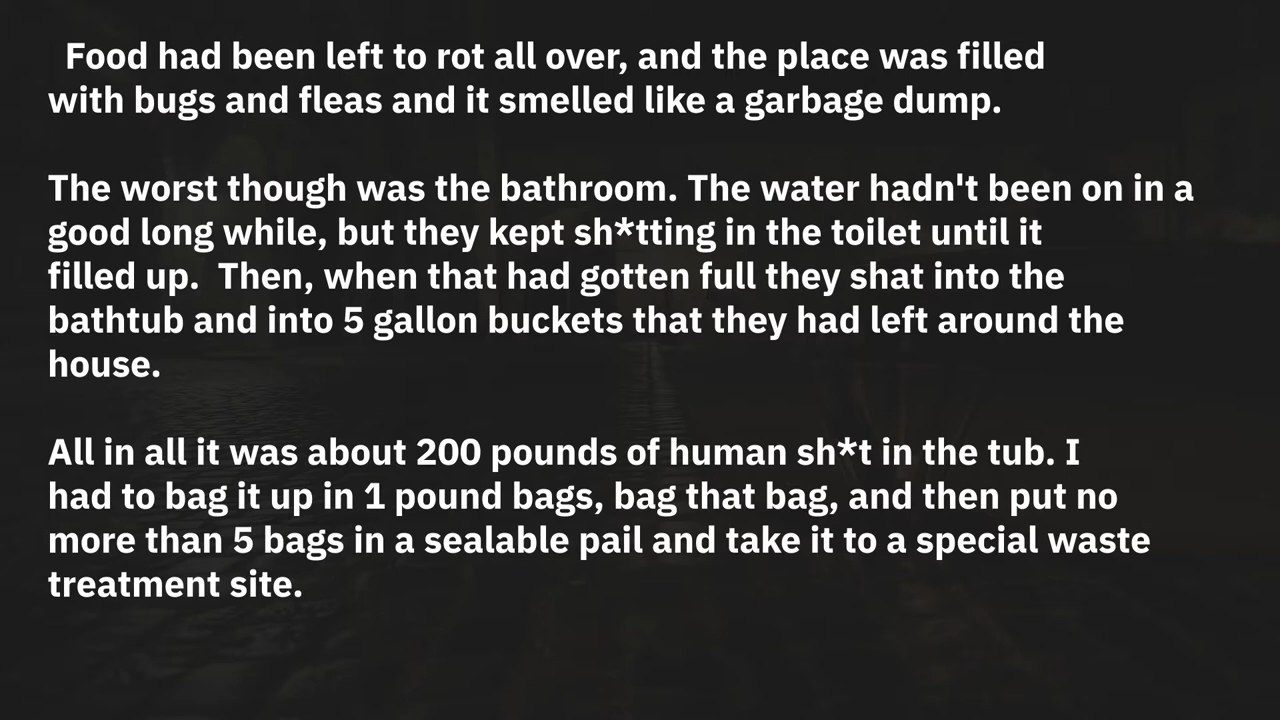 Food had been left to rot all over, and the place was filled
with bugs and fleas and it smelled like a garbage dump.
The worst though was the bathroom. The water hadn't been on in a
good long while, but they kept sh*tting in the toilet until it
filled up.  Then, when that had gotten full they shat into the
bathtub and into 5 gallon buckets that they had left around the
house.
All in all it was about 200 pounds of human sh*t in the tub. I
had to bag it up in 1 pound bags, bag that bag, and then put no
more than 5 bags in a sealable pail and take it to a special waste
treatment site.